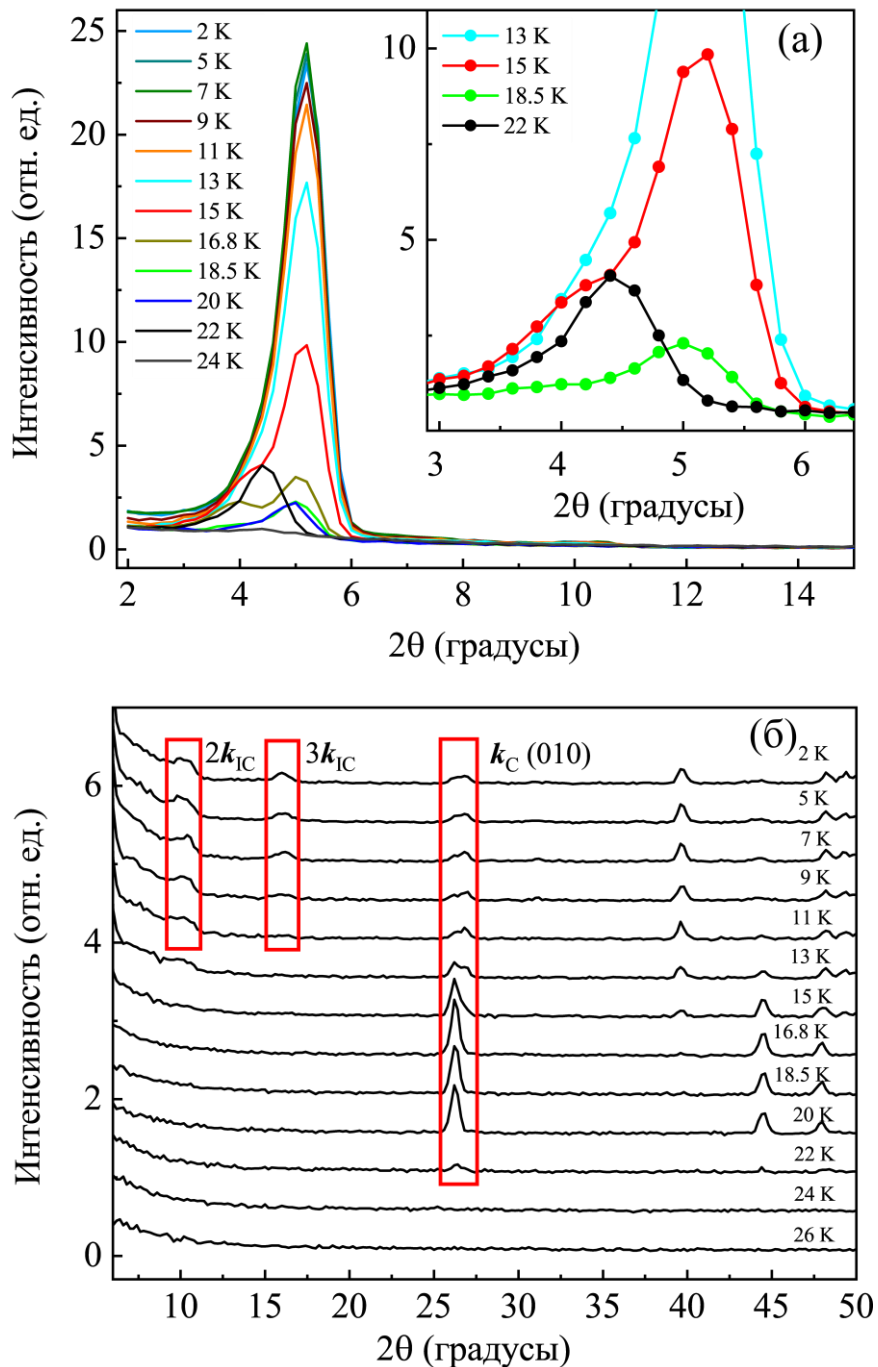 (а)
Интенсивность (отн. ед.)
25
20
15
10
5
0
2 K
5 K
7 K
9 K
11 K
13 K
15 K
16.8 K
18.5 K
20 K
22 K
24 K
10
5
13 K
15 K
18.5 K
22 K
3 4 5 6
2θ (градусы)
2 4 6 8 10 12 14
2θ (градусы)
(б)
Интенсивность (отн. ед.)
6
4
2
0
2kIC
3kIC
kC (010)
2 K
5 K
7 K
9 K
11 K
13 K
15 K
16.8 K
18.5 K
20 K
22 K
24 K
26 K
10 15 20 25 30 35 40 45 50
2θ (градусы)